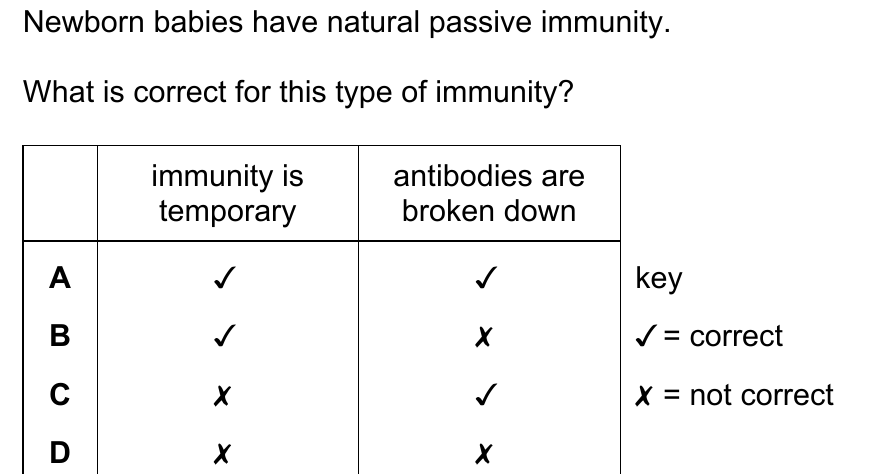 Newborn babies have natural passive immunity.
What is correct for this type of immunity?
immunity is
temporary
antibodies are
broken down
A ✓ ✓
key
B ✓ ✗
✓ = correct
C ✗ ✓
✗ = not correct
D ✗ ✗